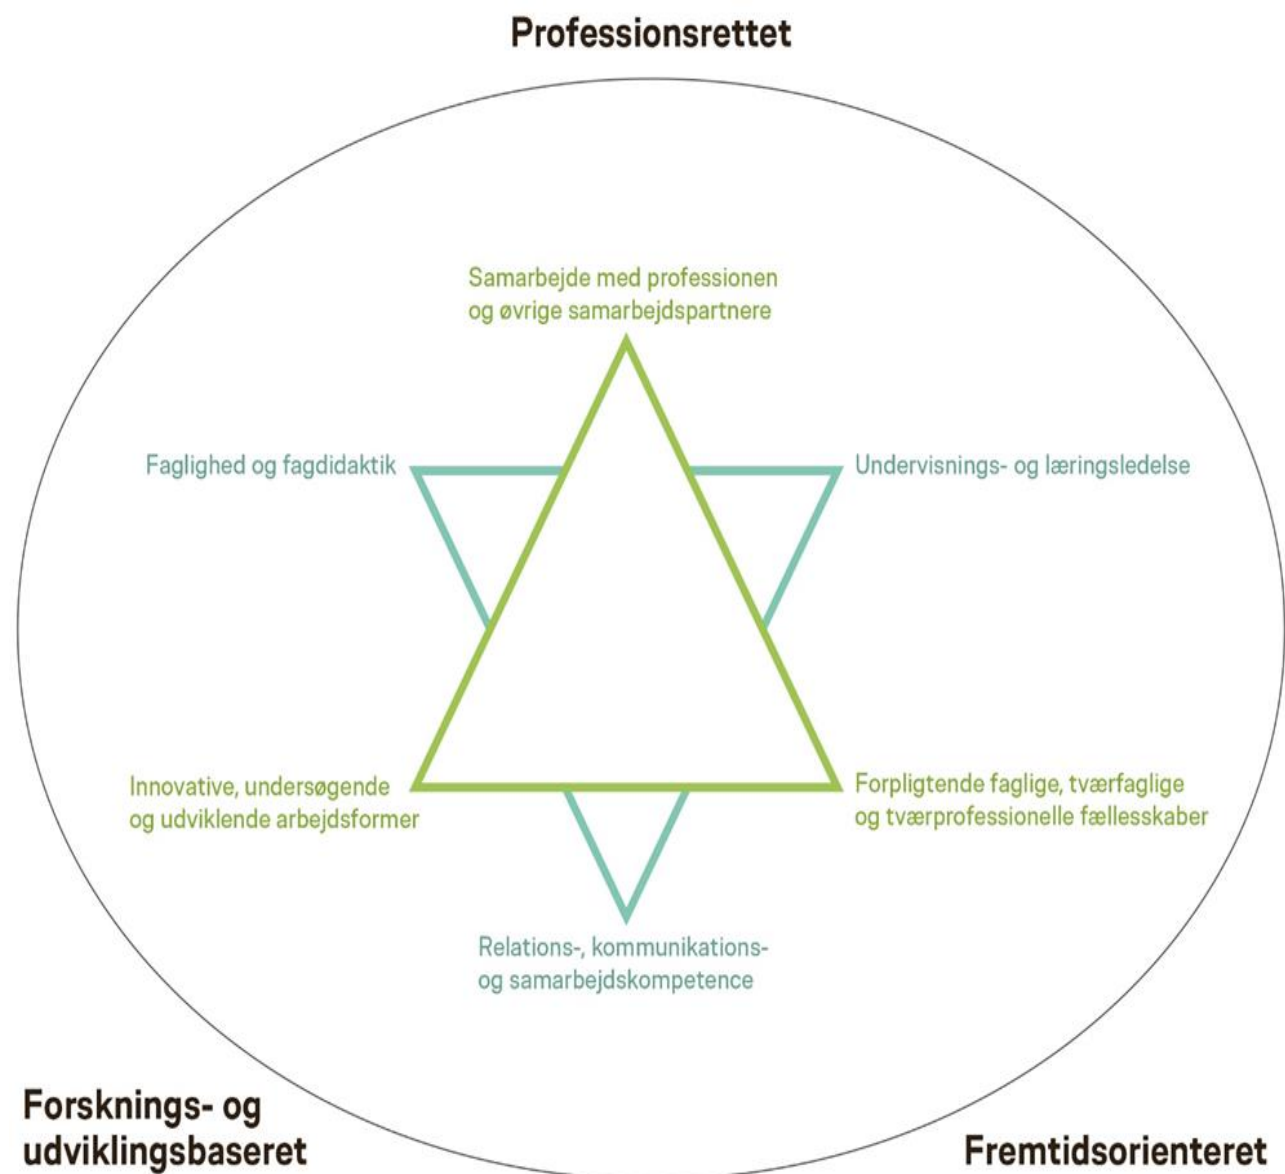 Professionsrettet
Samarbejde med professionen
og øvrige samarbejdspartnere
Faglighed og fagdidaktik
Undervisnings- og læringsledelse
Innovative, undersøgende
og udviklende arbejdsformer
Forpligtende faglige, tværfaglige
og tværprofessionelle fællesskaber
Relations-, kommunikations-
og samarbejdskompetence
Forsknings- og
udviklingsbaseret
Fremtidsorienteret